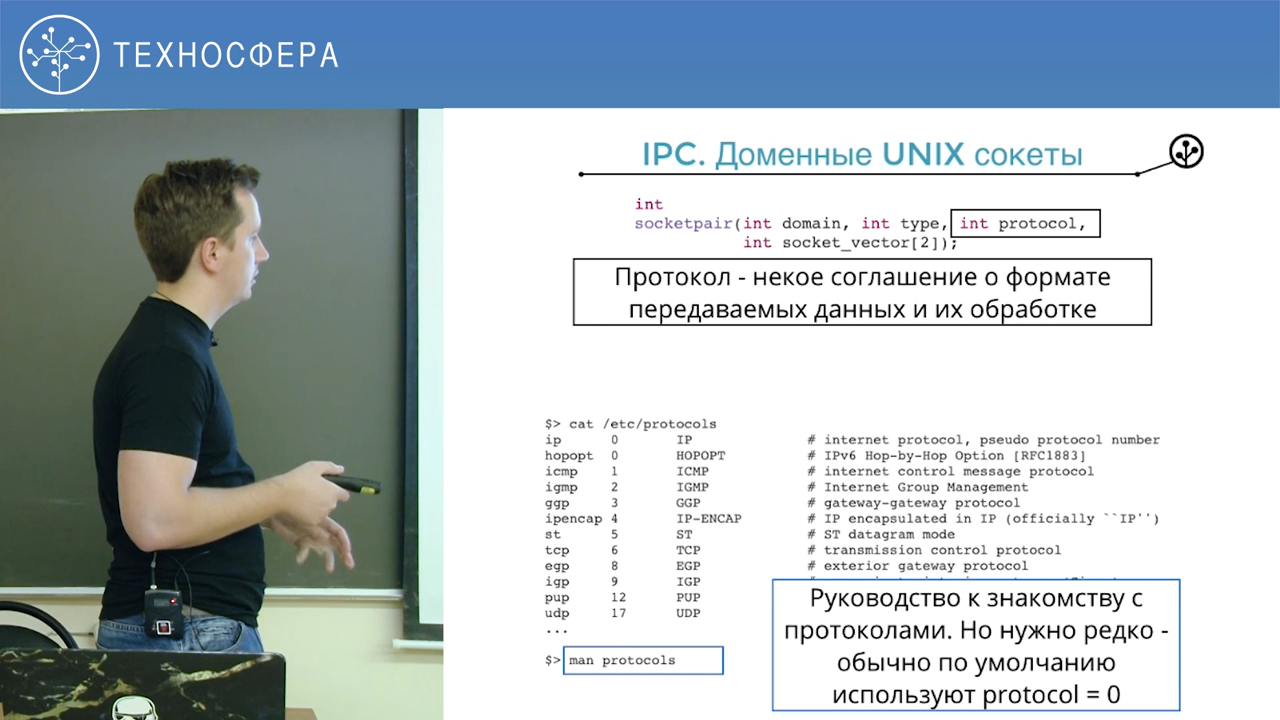 ТЕХНОСФЕРА
IPC. Доменные UNIX сокеты
int
socketpair(int domain, int type, int protocol,
int socket_vector[2]);
Протокол - некое соглашение о формате
передаваемых данных и их обработке
$> cat /etc/protocols
ip 0 IP # internet protocol, pseudo protocol number
hopopt 0 HOPOPT # IPv6 Hop-by-Hop Option [RFC1883]
icmp 1 ICMP # internet control message protocol
igmp 2 IGMP # Internet Group Management
ggp 3 GGP # gateway-gateway protocol
ipencap 4 IP-ENCAP # IP encapsulated in IP (officially ``IP'')
st 5 ST # ST datagram mode
tcp 6 TCP # transmission control protocol
egp 8 EGP # exterior gateway protocol
igp 9 IGP
pup 12 PUP
udp 17 UDP
...
$> man protocols
Руководство к знакомству с
протоколами. Но нужно редко -
обычно по умолчанию
используют protocol = 0